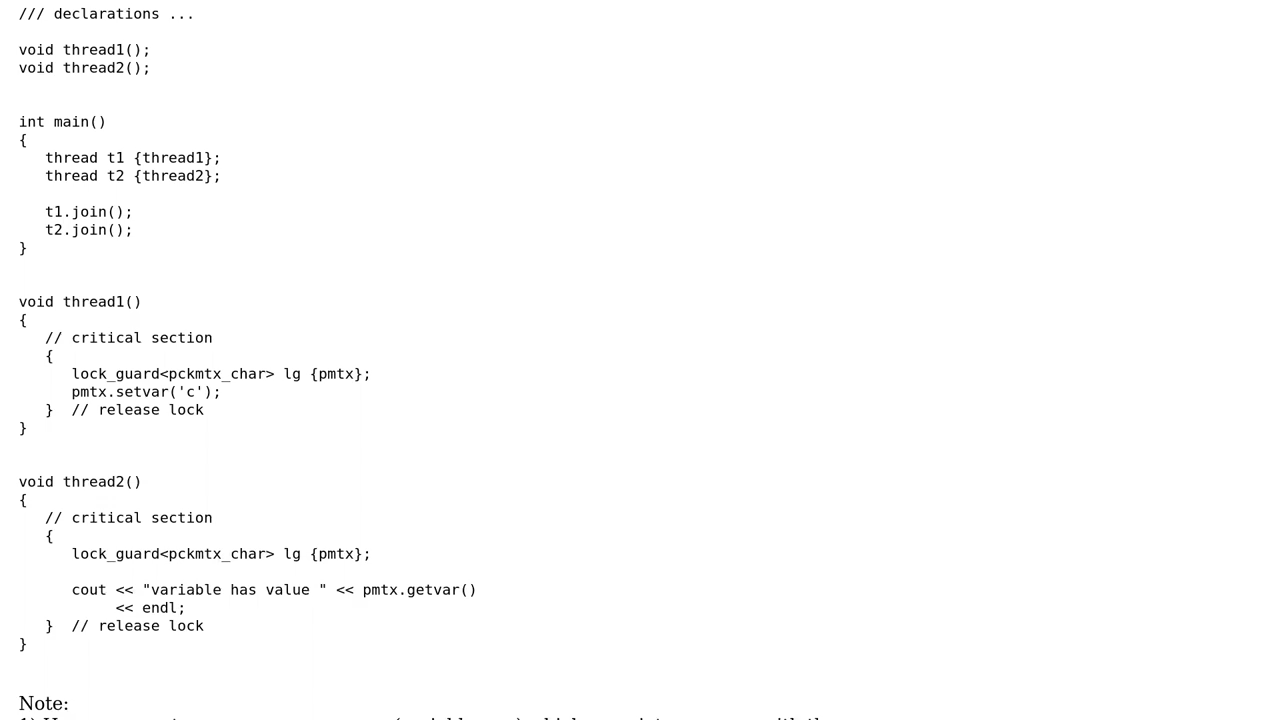 /// declarations ...
void thread1();
void thread2();
int main()
{
thread t1 {thread1};
thread t2 {thread2};
t1.join();
t2.join();
}
void thread1()
{
// critical section
{
lock_guard<pckmtx_char> lg {pmtx};
pmtx.setvar('c');
} // release lock
}
void thread2()
{
// critical section
{
lock_guard<pckmtx_char> lg {pmtx};
cout << "variable has value " << pmtx.getvar()
<< endl;
} // release lock
}
Note: